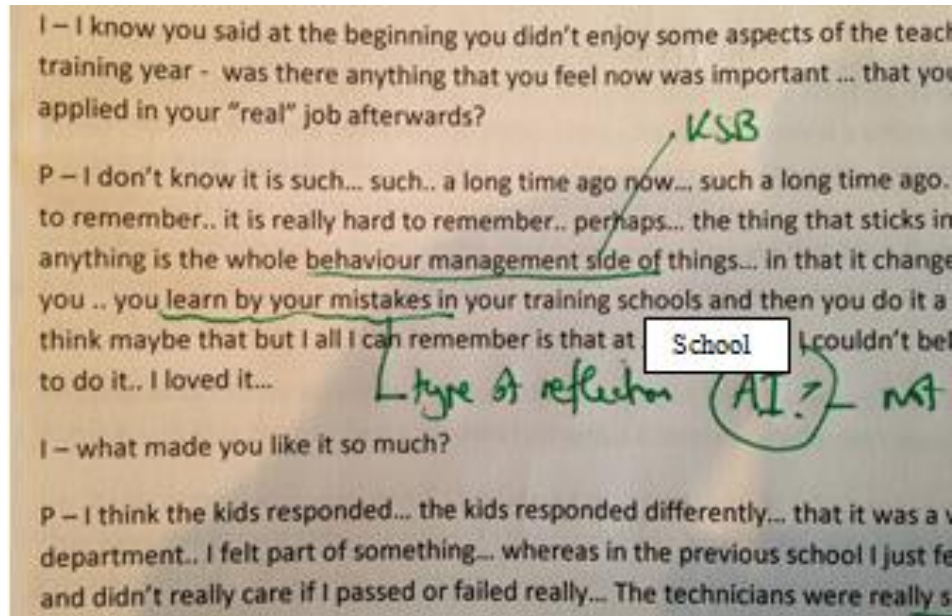 I – I know you said at the beginning you didn't enjoy some aspects of the teach
training year - was there anything that you feel now was important ... that you
applied in your "real" job afterwards?
KSB
P – I don't know it is such... such.. a long time ago now... such a long time ago.
to remember.. it is really hard to remember.. perhaps... the thing that sticks in
anything is the whole behaviour management side of things... in that it change
you .. you learn by your mistakes in your training schools and then you do it a
think maybe that but I all I can remember is that at School I couldn't bel
to do it.. I loved it...
type of reflection AI? not
I – what made you like it so much?
P – I think the kids responded... the kids responded differently... that it was a v
department.. I felt part of something... whereas in the previous school I just fe
and didn't really care if I passed or failed really... The technicians were really